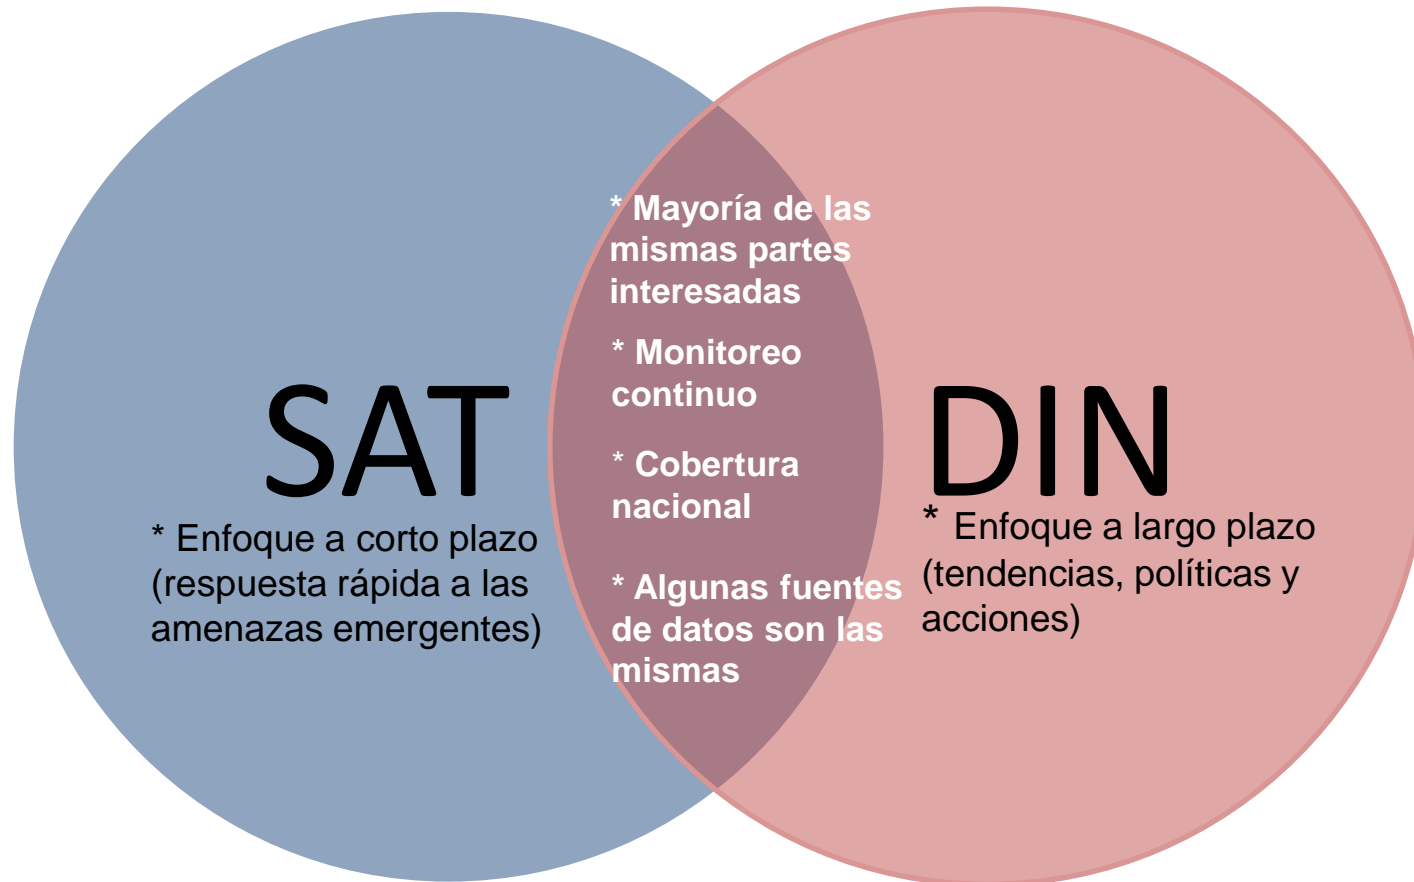 SAT
* Enfoque a corto plazo
(respuesta rápida a las
amenazas emergentes)
* Mayoría de las
mismas partes
interesadas
* Monitoreo
continuo
* Cobertura
nacional
* Algunas fuentes
de datos son las
mismas
DIN
* Enfoque a largo plazo
(tendencias, políticas y
acciones)